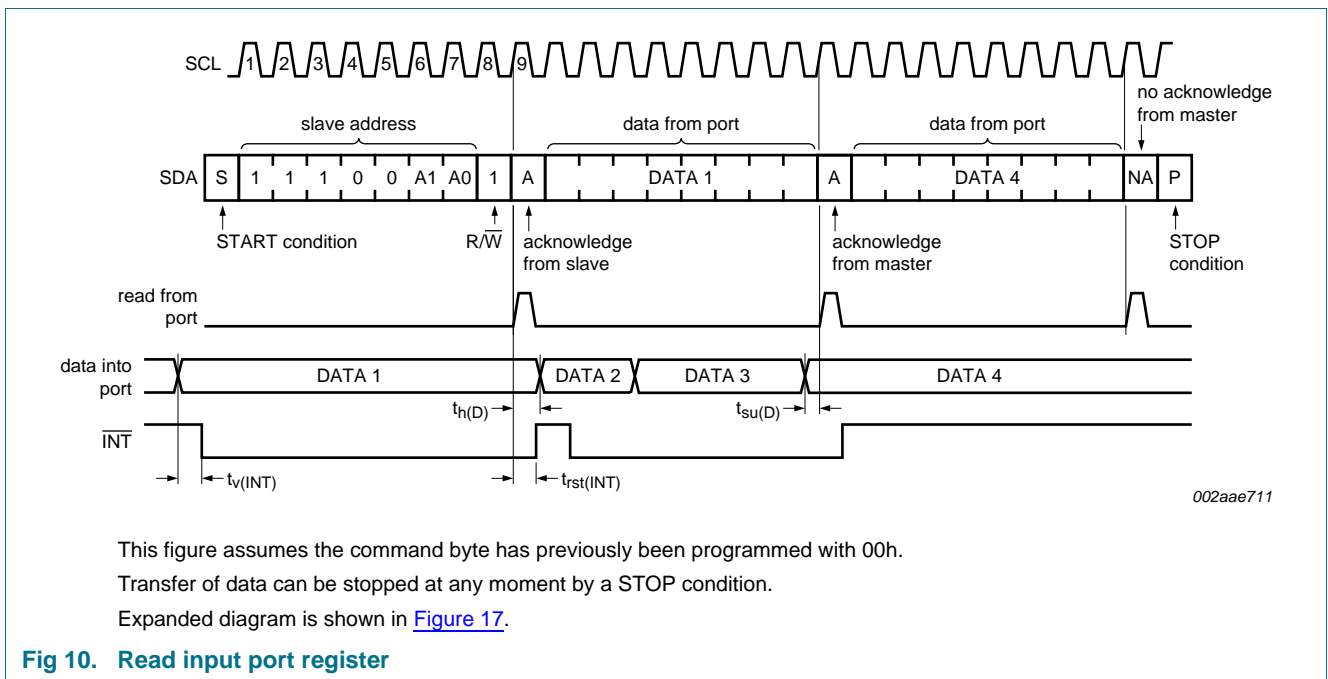 SCL 1 2 3 4 5 6 7 8 9
no acknowledge
from master
slave address data from port data from port
SDA S 1 1 1 0 0 A1 A0 1 A DATA 1 A DATA 4 NA P
START condition R/W acknowledge
from slave acknowledge
from master STOP
condition
read from
port
data into
port DATA 1 DATA 2 DATA 3 DATA 4
th(D) tsu(D)
INT
tv(INT) trst(INT)
002aae711
This figure assumes the command byte has previously been programmed with 00h.
Transfer of data can be stopped at any moment by a STOP condition.
Expanded diagram is shown in Figure 17.
Fig 10. Read input port register